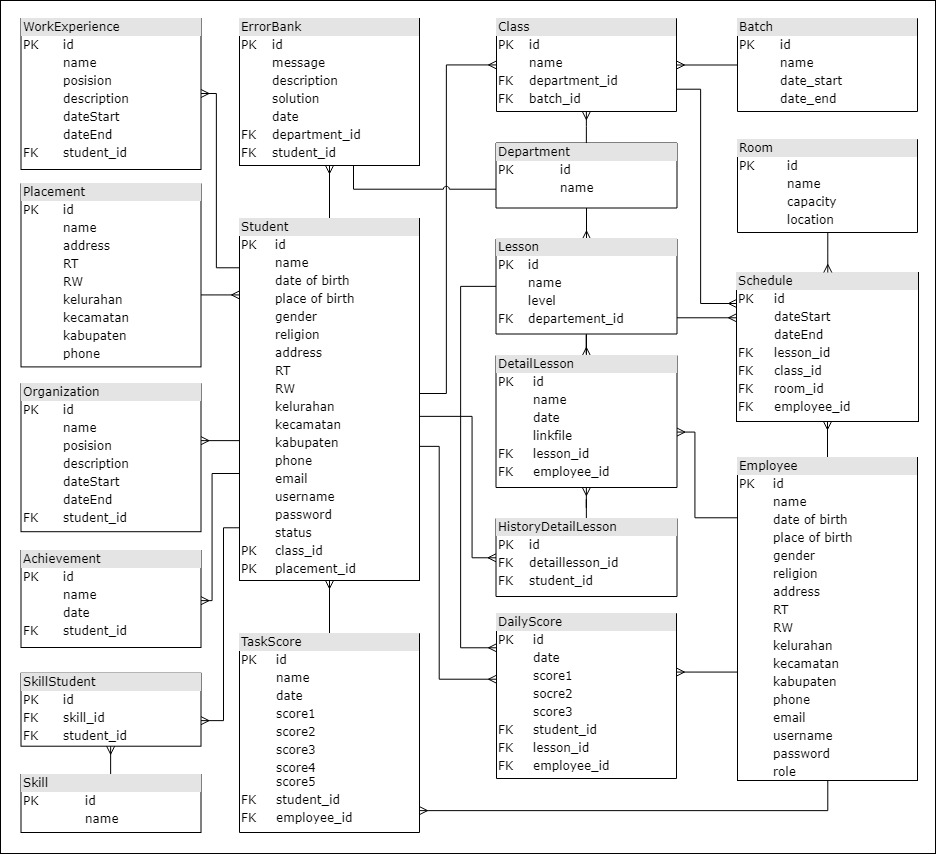 WorkExperience
PK id
name
posision
description
dateStart
dateEnd
FK student_id
Placement
PK id
name
address
RT
RW
kelurahan
kecamatan
kabupaten
phone
Organization
PK id
name
posision
description
dateStart
dateEnd
FK student_id
Achievement
PK id
name
date
FK student_id
SkillStudent
PK id
FK skill_id
FK student_id
Skill
PK id
name
ErrorBank
PK id
message
description
solution
date
FK department_id
FK student_id
Student
PK id
name
date of birth
place of birth
gender
religion
address
RT
RW
kelurahan
kecamatan
kabupaten
phone
email
username
password
status
PK class_id
PK placement_id
TaskScore
PK id
name
date
score1
score2
score3
score4
score5
FK student_id
FK employee_id
Class
PK id
name
FK department_id
FK batch_id
Department
PK id
name
Lesson
PK id
name
level
FK departement_id
DetailLesson
PK id
name
date
linkfile
FK lesson_id
FK employee_id
HistoryDetailLesson
PK id
FK detaillesson_id
FK student_id
DailyScore
PK id
date
score1
socre2
score3
FK student_id
FK lesson_id
FK employee_id
Batch
PK id
name
date_start
date_end
Room
PK id
name
capacity
location
Schedule
PK id
dateStart
dateEnd
FK lesson_id
FK class_id
FK room_id
FK employee_id
Employee
PK id
name
date of birth
place of birth
gender
religion
address
RT
RW
kelurahan
kecamatan
kabupaten
phone
email
username
password
role